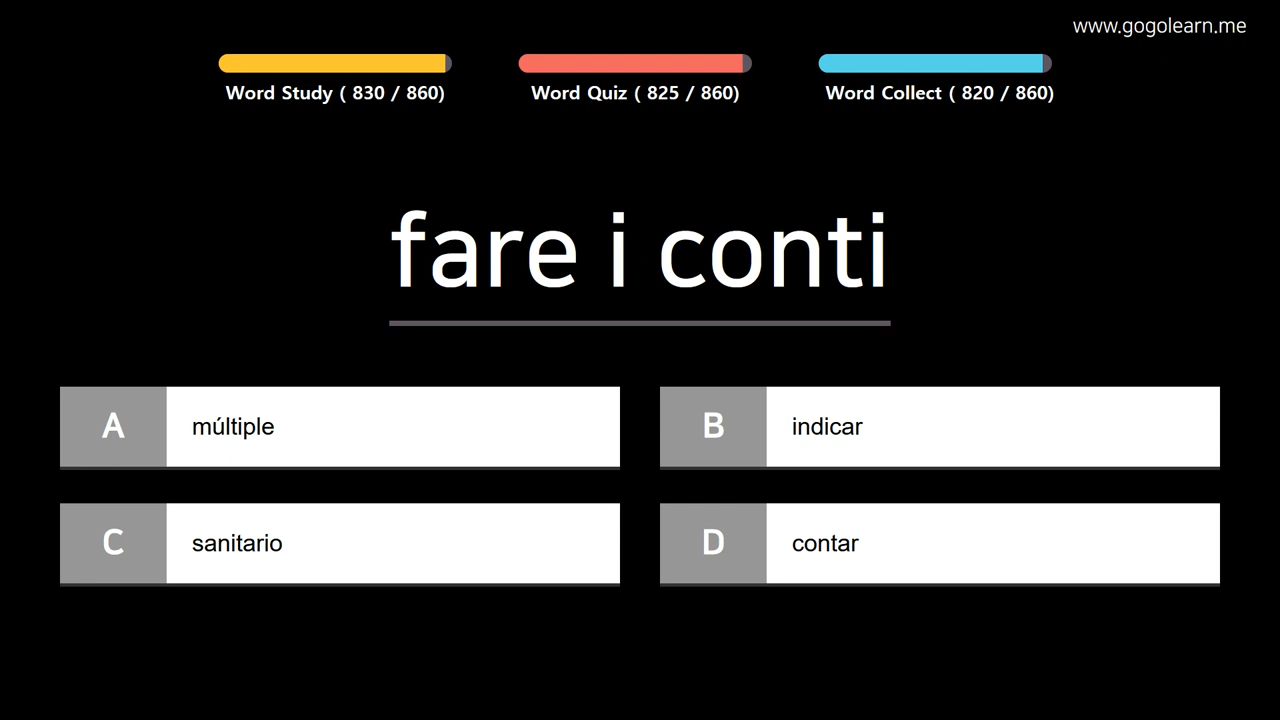 www.gogolearn.me
Word Study ( 830 / 860)
Word Quiz ( 825 / 860)
Word Collect ( 820 / 860)
fare i conti
A
múltiple
B
indicar
C
sanitario
D
contar